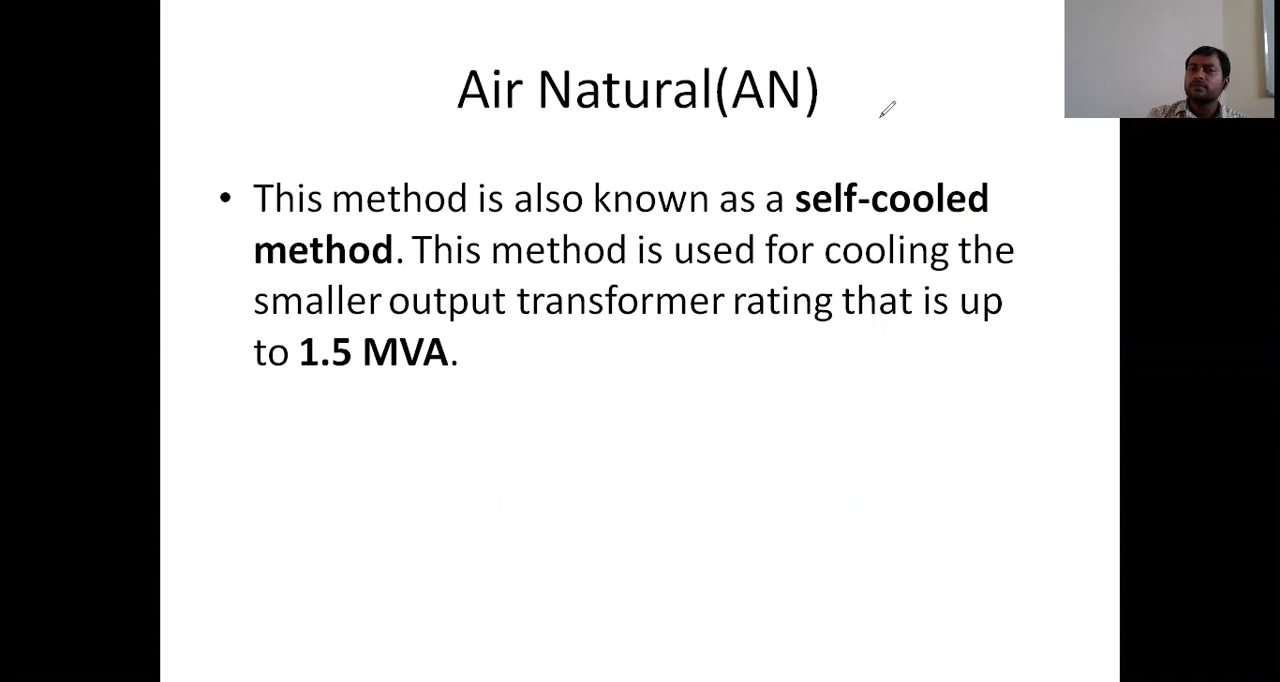 Air Natural(AN)
• This method is also known as a self-cooled
method. This method is used for cooling the
smaller output transformer rating that is up
to 1.5 MVA.